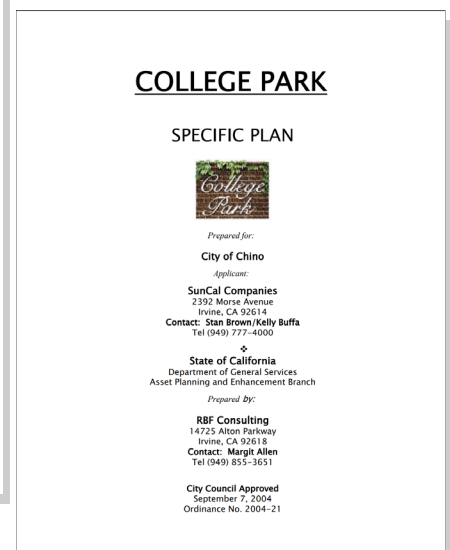 COLLEGE PARK
SPECIFIC PLAN
College
Park
Prepared for:
City of Chino
Applicant:
SunCal Companies
2392 Morse Avenue
Irvine, CA 92614
Contact: Stan Brown/Kelly Buffa
Tel (949) 777-4000
State of California
Department of General Services
Asset Planning and Enhancement Branch
Prepared by:
RBF Consulting
14725 Alton Parkway
Irvine, CA 92618
Contact: Margit Allen
Tel (949) 855-3651
City Council Approved
September 7, 2004
Ordinance No. 2004-21